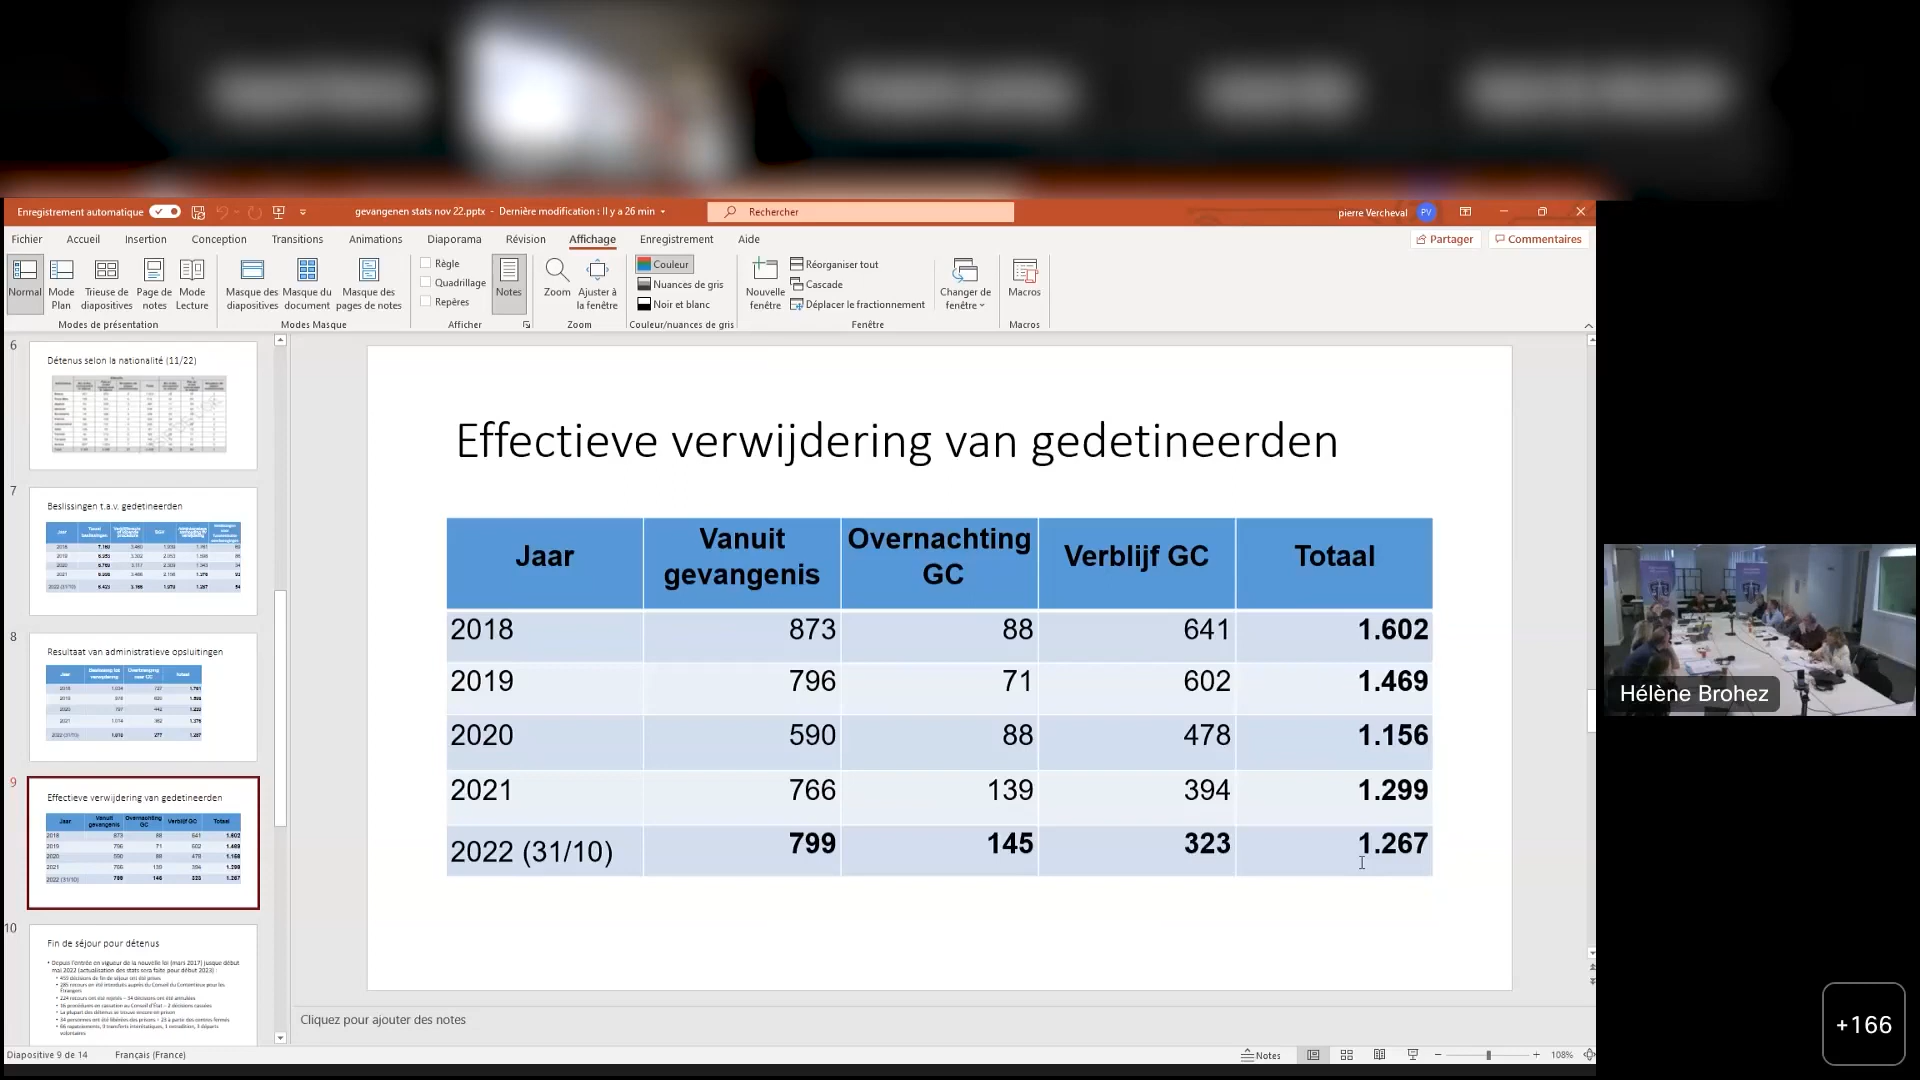 Enregistrement automatique
gevangenen stats nov 22.pptx - Dernière modification : Il y a 26 min
Rechercher
pierre Vercheval
PV
Fichier Accueil Insertion Conception Transitions Animations Diaporama Révision Affichage Enregistrement Aide
Partager
Commentaires
Normal
Mode Plan
Trieuse de diapositives
Page de notes
Mode Lecture
Modes de présentation
Masque des diapositives
Masque du document
Masque des pages de notes
Modes Masque
Règle
Quadrillage
Repères
Afficher
Notes
Zoom
Ajuster à la fenêtre
Zoom
Couleur
Nuances de gris
Noir et blanc
Couleur/nuances de gris
Nouvelle fenêtre
Réorganiser tout
Cascade
Déplacer le fractionnement
Changer de fenêtre
Fenêtre
Macros
Macros
6
Détenus selon la nationalité (11/22)
7
Beslissingen t.a.v. gedetineerden
8
Resultaat van administratieve opsluitingen
9
Effectieve verwijdering van gedetineerden
10
Fin de séjour pour détenus
Effectieve verwijdering van gedetineerden
Jaar Vanuit gevangenis Overnachting GC Verblijf GC Totaal
2018 873 88 641 1.602
2019 796 71 602 1.469
2020 590 88 478 1.156
2021 766 139 394 1.299
2022 (31/10) 799 145 323 1.267
Cliquez pour ajouter des notes
Diapositive 9 de 14 Français (France)
Notes
108%
Hélène Brohez
+166